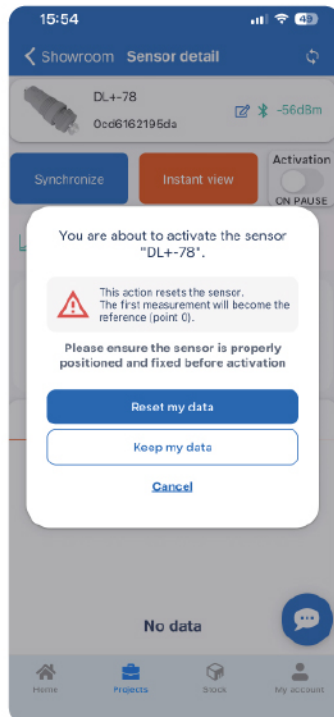 15:54
49
Showroom Sensor detail
DL+-78
0cd6162195da
-56dBm
Synchronize
Instant view
Activation
ON PAUSE
You are about to activate the sensor
"DL+-78".
This action resets the sensor.
The first measurement will become the
reference (point 0).
Please ensure the sensor is properly
positioned and fixed before activation
Reset my data
Keep my data
Cancel
No data
Home
Projects
Stock
My account